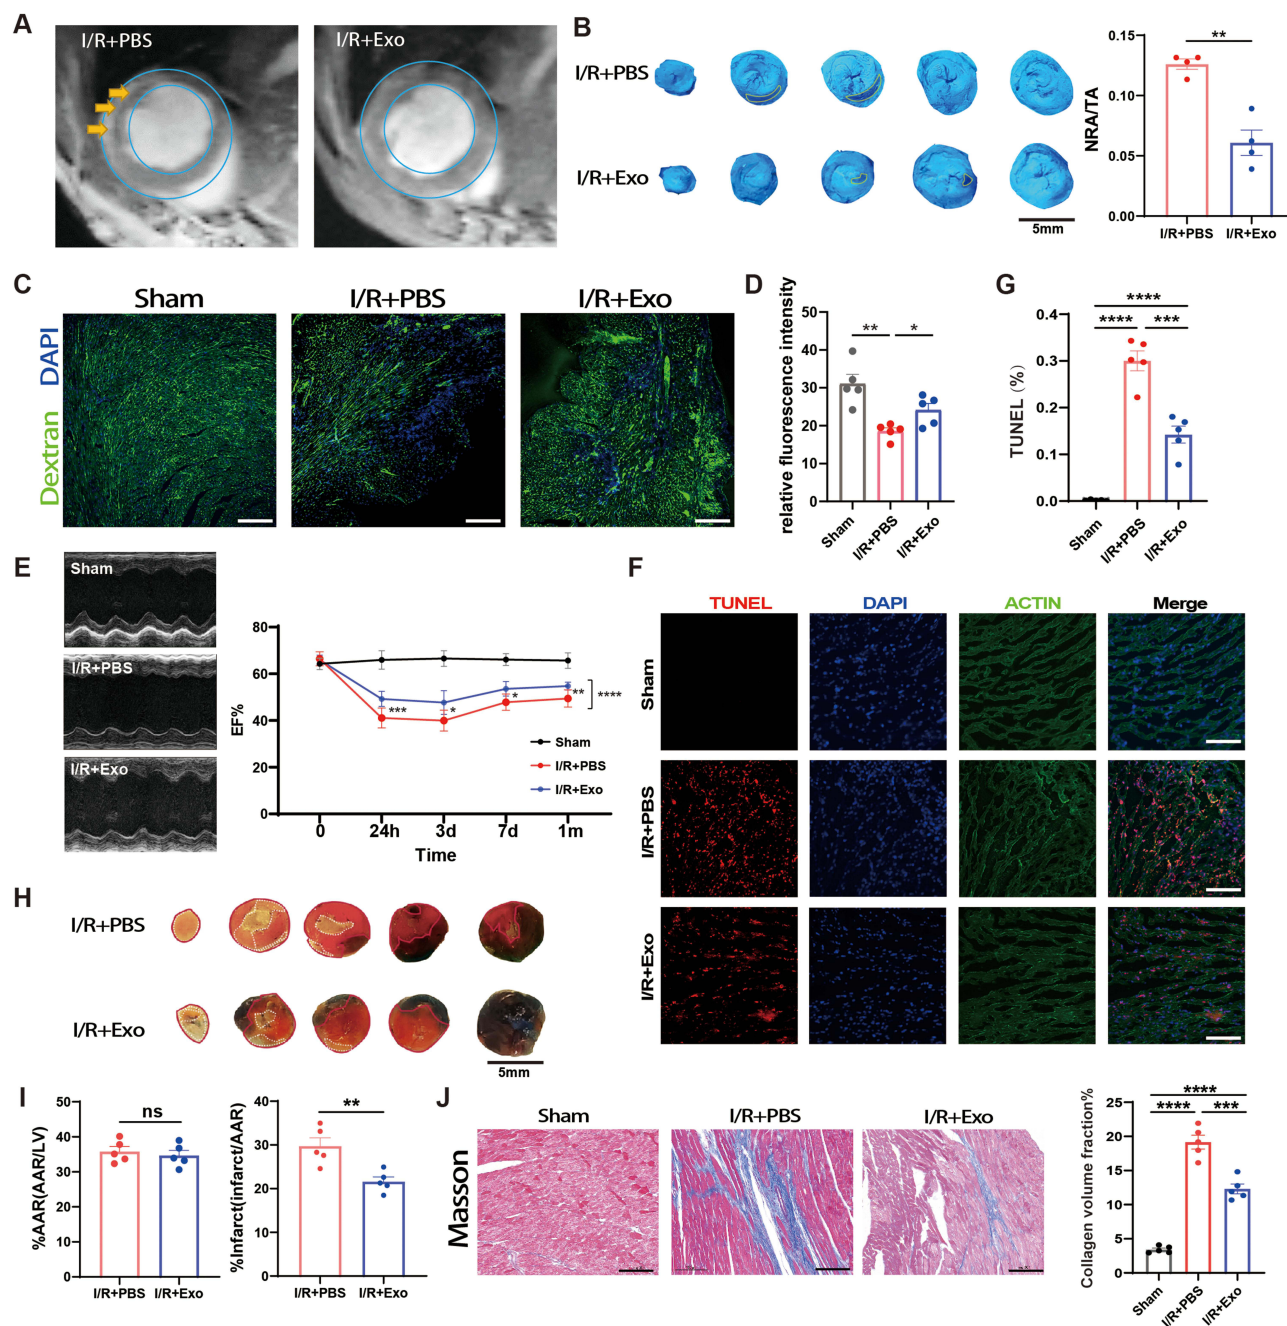 A
I/R+PBS
I/R+Exo
B
I/R+PBS
I/R+Exo
5mm
NRA/TA
0.15
0.10
0.05
0.00
**
I/R+PBS
I/R+Exo
C
Sham
I/R+PBS
I/R+Exo
Dextran DAPI
D
relative fluorescence intensity
50
40
30
20
10
0
**
*
Sham
I/R+PBS
I/R+Exo
G
TUNEL (%)
0.4
0.3
0.2
0.1
0.0
****
**** ***
Sham
I/R+PBS
I/R+Exo
E
Sham
I/R+PBS
I/R+Exo
EF%
80
60
40
20
0
***
*
*
**
****
Sham
I/R+PBS
I/R+Exo
0 24h 3d 7d 1m
Time
F
TUNEL DAPI ACTIN Merge
Sham
I/R+PBS
I/R+Exo
H
I/R+PBS
I/R+Exo
5mm
I
%AAR(AAR/LV)
50
40
30
20
10
0
ns
I/R+PBS
I/R+Exo
%Infarct(infarct/AAR)
40
30
20
10
0
**
I/R+PBS
I/R+Exo
J
Masson
Sham
I/R+PBS
I/R+Exo
Collagen volume fraction%
25
20
15
10
5
0
****
**** ***
Sham
I/R+PBS
I/R+Exo